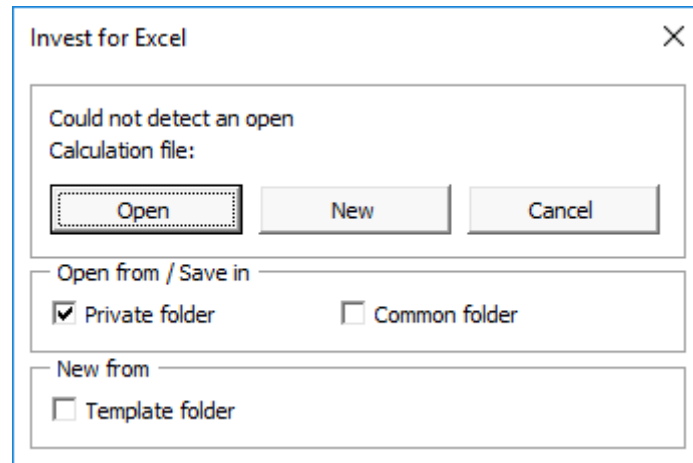 Invest for Excel
Could not detect an open
Calculation file:
Open New Cancel
Open from / Save in
Private folder Common folder
New from
Template folder